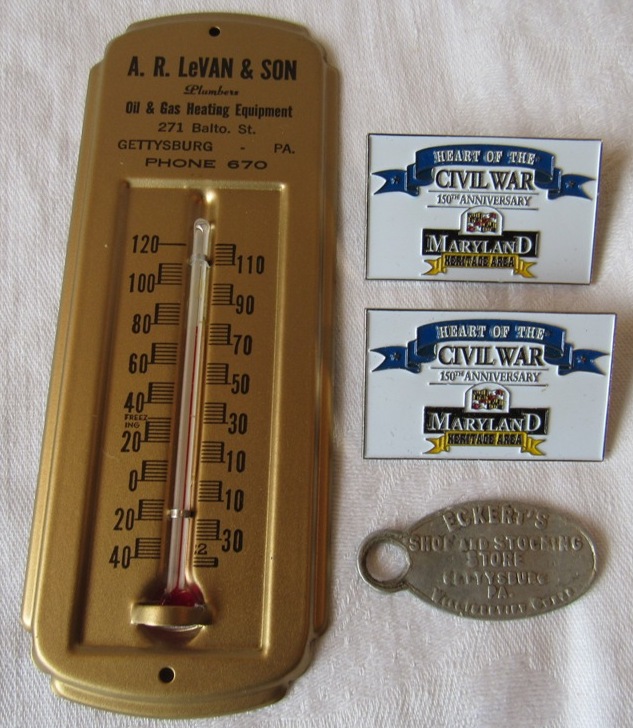 A. R. LeVAN & SON
Plumbers
Oil & Gas Heating Equipment
271 Balto. St.
GETTYSBURG - PA.
PHONE 670
120
110
100
90
80
70
60
50
40
FREEZ
ING
30
20
10
0
10
20
30
40
HEART OF THE
CIVIL WAR
150TH ANNIVERSARY
MARYLAND
HERITAGE AREA
HEART OF THE
CIVIL WAR
150TH ANNIVERSARY
MARYLAND
HERITAGE AREA
ECKERT'S
SHOE AND STOCKING
STORE
GETTYSBURG
PA.